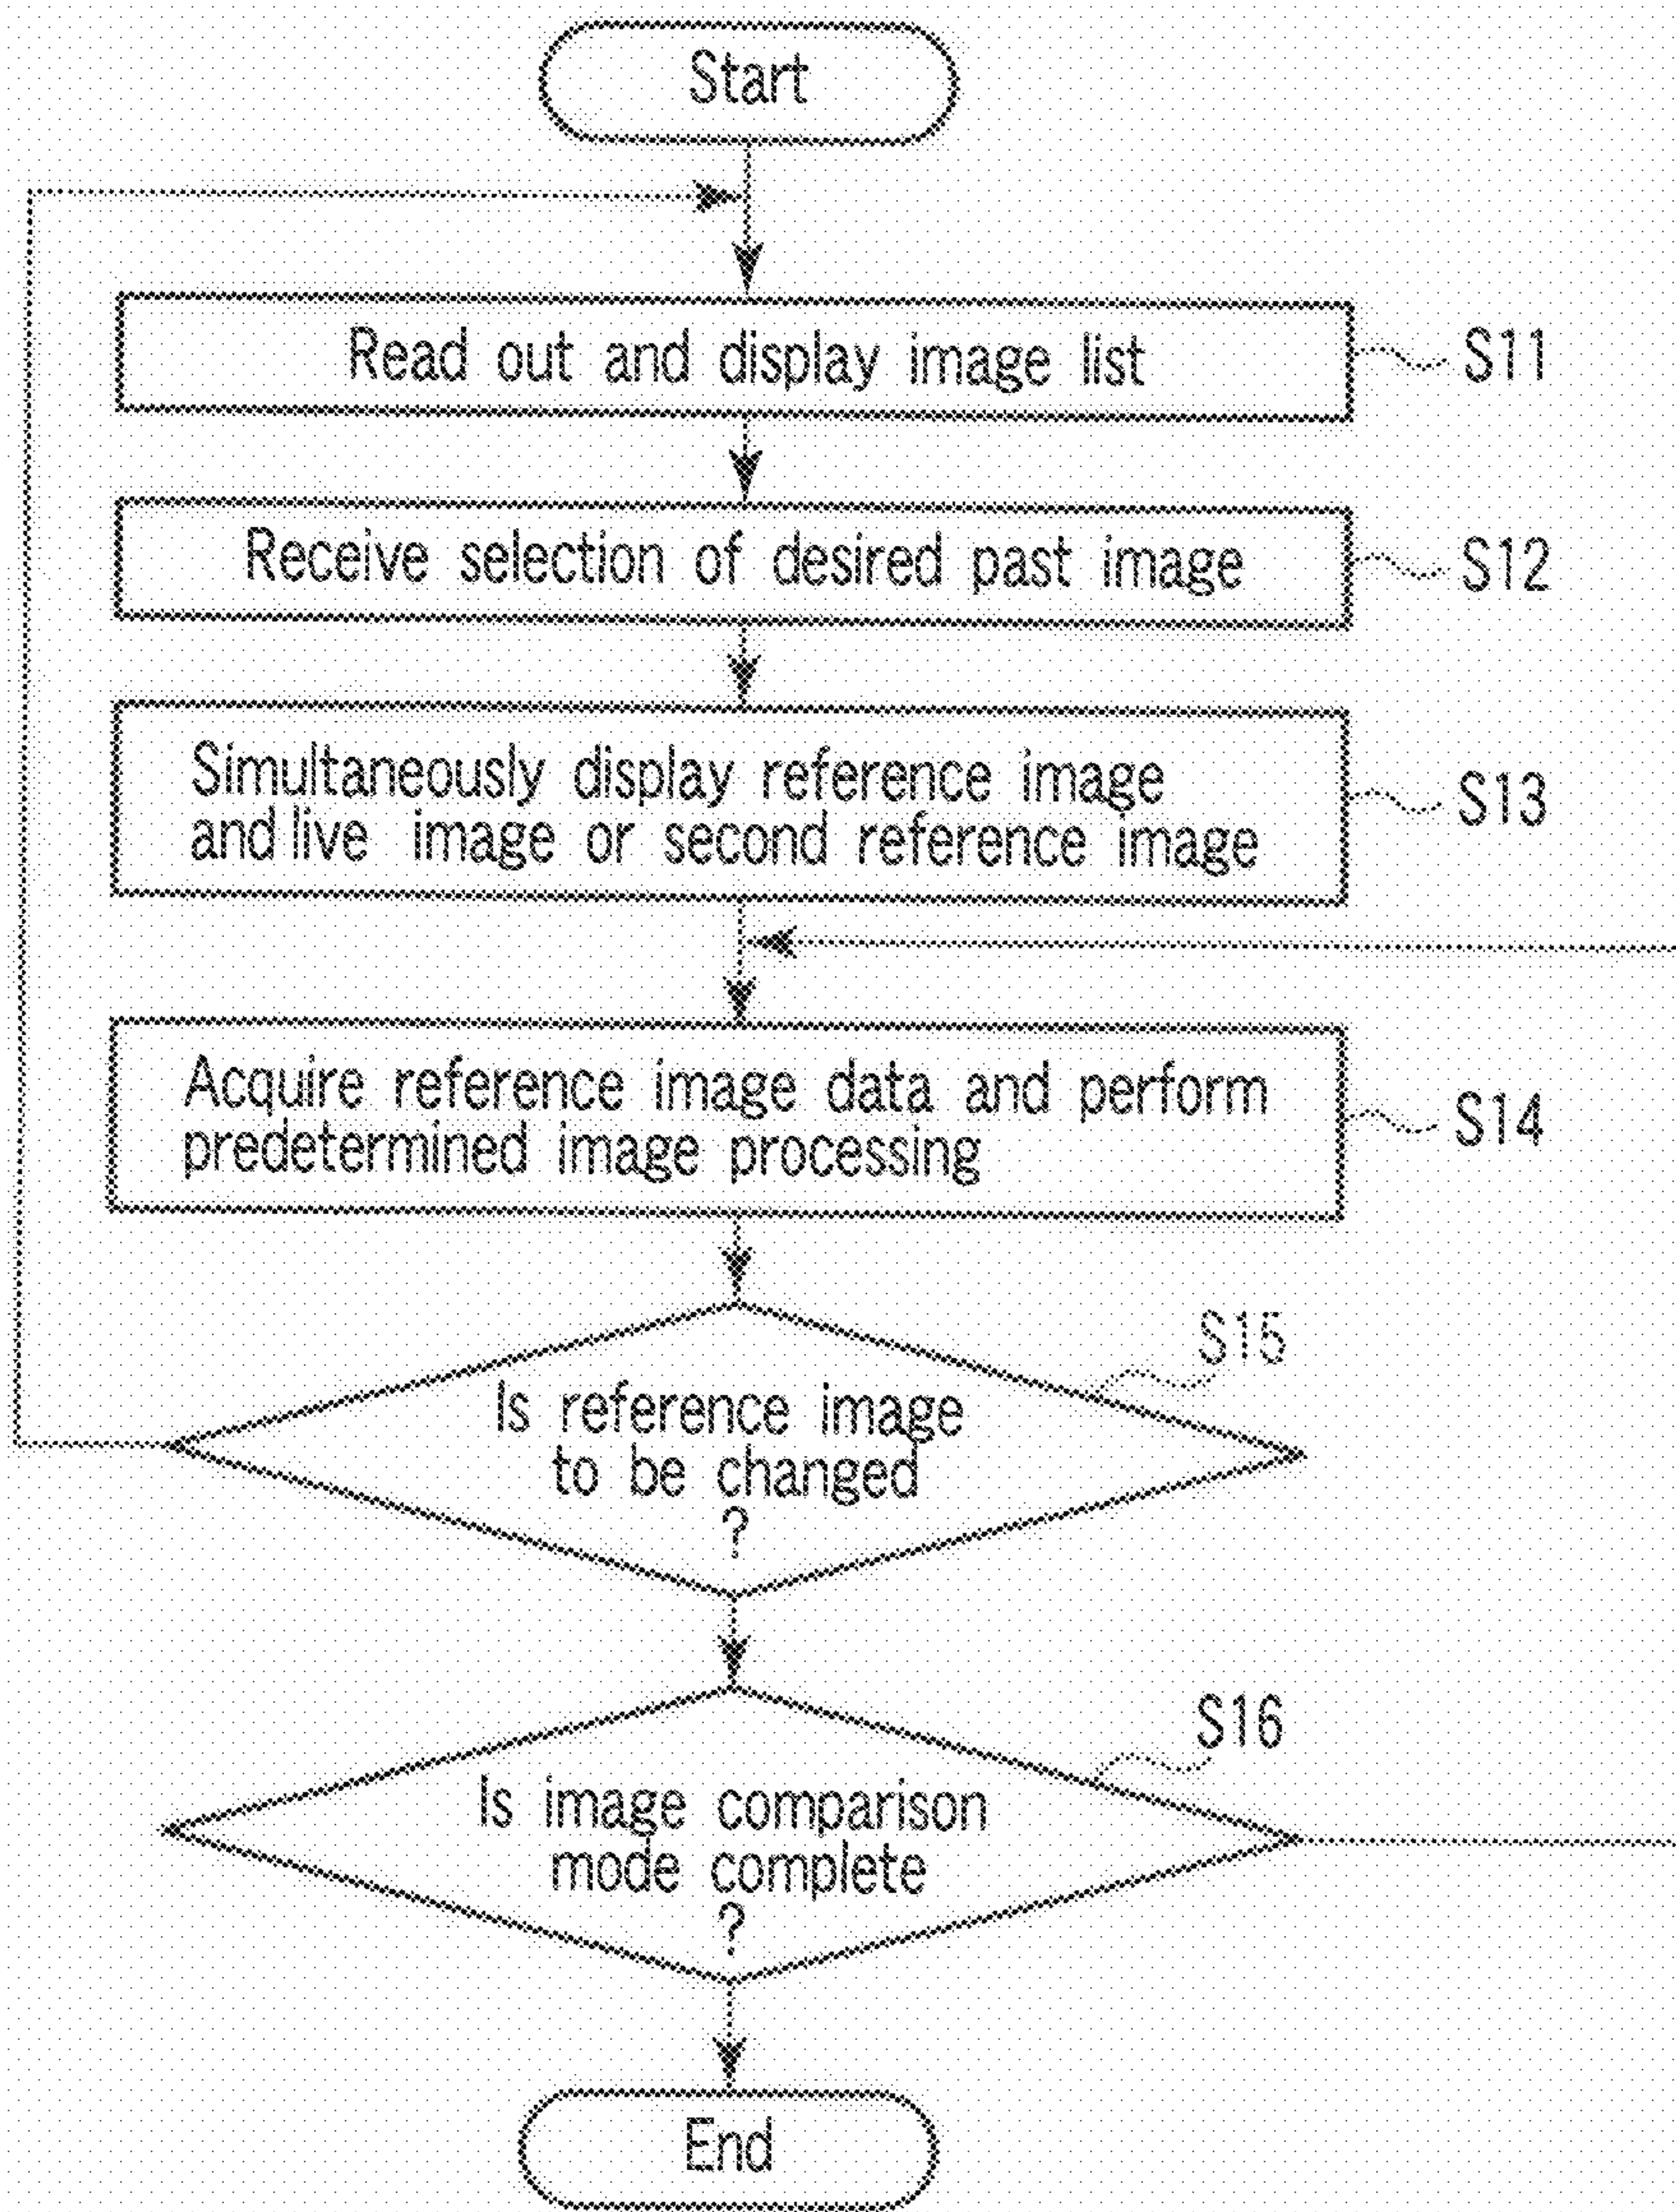 Start
Read out and display image list
S11
Receive selection of desired past image
S12
Simultaneously display reference image
and live image or second reference image
S13
Acquire reference image data and perform
predetermined image processing
S14
S15
Is reference image
to be changed
?
S16
Is image comparison
mode complete
?
End